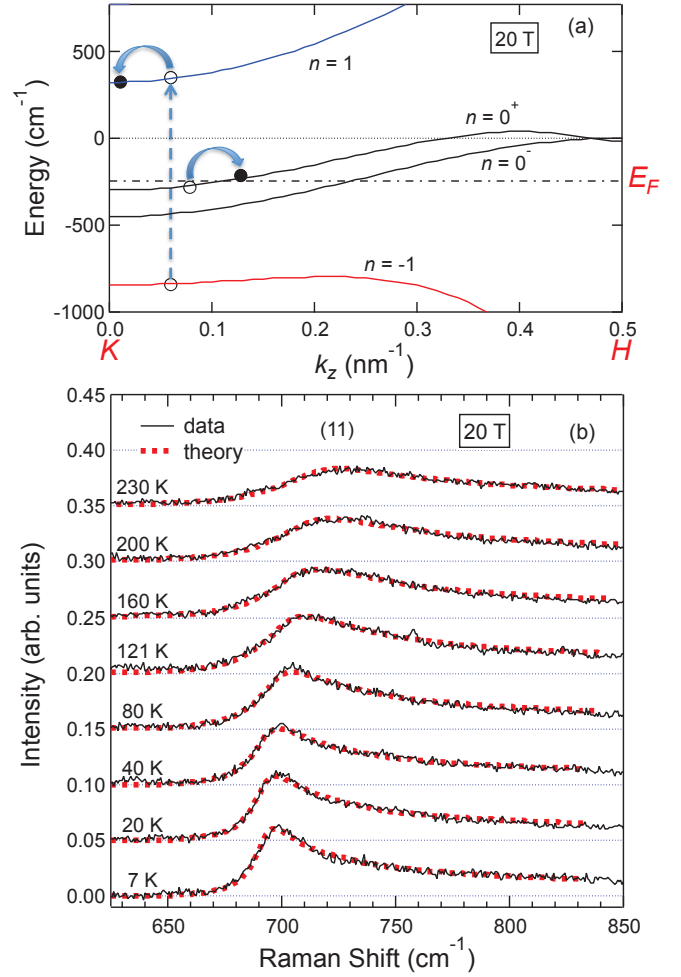 (a)
20 T
500
n = 1
0
n = 0+
n = 0-
E_F
-500
n = -1
-1000
Energy (cm-1)
0.0 0.1 0.2 0.3 0.4 0.5
K
H
k_z (nm-1)
0.45
data
(11)
20 T
(b)
0.40
theory
230 K
0.35
200 K
0.30
160 K
0.25
121 K
0.20
80 K
0.15
40 K
0.10
20 K
0.05
7 K
0.00
Intensity (arb. units)
650 700 750 800 850
Raman Shift (cm-1)